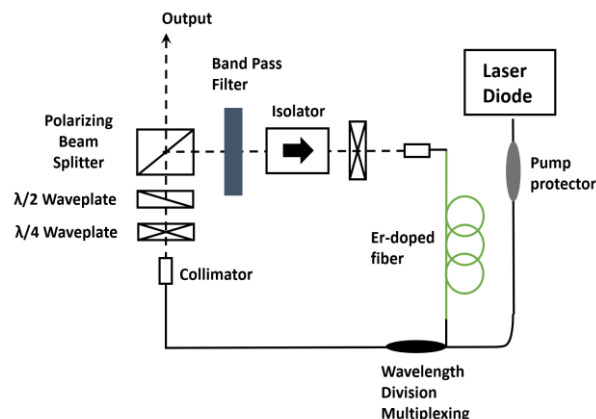 Output
Band Pass
Filter
Isolator
Laser
Diode
Polarizing
Beam
Splitter
Pump
protector
λ/2 Waveplate
λ/4 Waveplate
Er-doped
fiber
Collimator
Wavelength
Division
Multiplexing